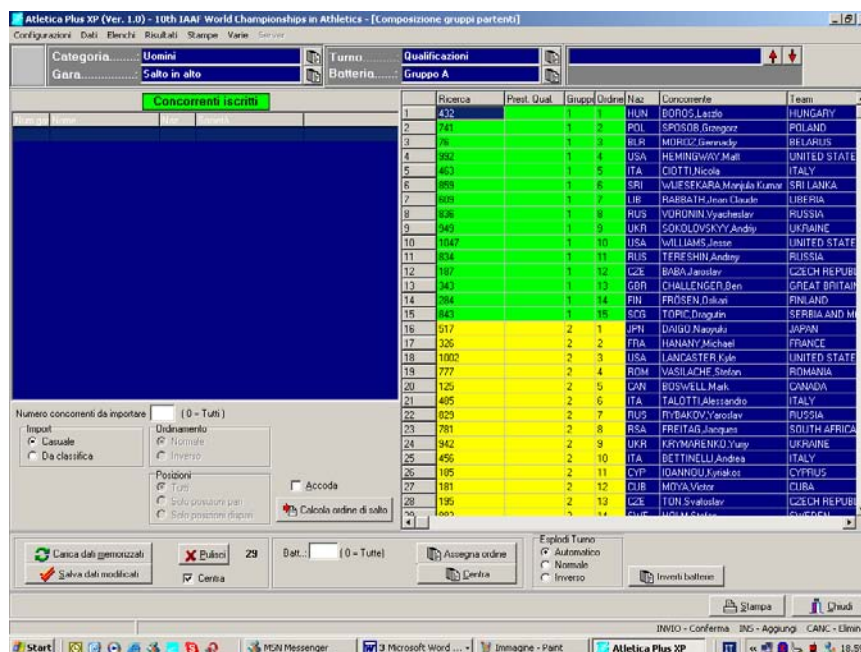 Atletica Plus XP (Ver. 1.0) - 10th IAAF World Championships in Athletics - [Composizione gruppi partenti]
Configurazioni Dati Elenchi Risultati Stampe Varie Server
Categoria........: Uomini Turno............: Qualificazioni
Gara...............: Salto in alto Batteria......: Gruppo A
Concorrenti iscritti
Ricerca Prest. Qual. Gruppi Ordine Naz Concorrente Team
1 432 1 1 HUN BOROS,Laszlo HUNGARY
2 741 1 2 POL SPOSOB,Grzegorz POLAND
3 76 1 3 BLR MOROZ,Gennadiy BELARUS
4 992 1 4 USA HEMINGWAY,Matt UNITED STATE
5 463 1 5 ITA CIOTTI,Nicola ITALY
6 859 1 6 SRI WIJESEKARA,Manjula Kumar SRI LANKA
7 609 1 7 LIB RABBATH,Jean Claude LIBERIA
8 836 1 8 RUS VORONIN,Vyacheslav RUSSIA
9 949 1 9 UKR SOKOLOVSKYY,Andriy UKRAINE
10 1047 1 10 USA WILLIAMS,Jesse UNITED STATE
11 834 1 11 RUS TERESHIN,Andrey RUSSIA
12 187 1 12 CZE BABA,Jaroslav CZECH REPUBL
13 343 1 13 GBR CHALLENGER,Ben GREAT BRITAIN
14 284 1 14 FIN FRÖSEN,Oskari FINLAND
15 843 1 15 SCG TOPIC,Dragutin SERBIA AND M
16 517 2 1 JPN DAIGO,Naoyuki JAPAN
17 326 2 2 FRA HANANY,Michael FRANCE
18 1002 2 3 USA LANCASTER,Kyle UNITED STATE
19 777 2 4 ROM VASILACHE,Stefan ROMANIA
20 125 2 5 CAN BOSWELL,Mark CANADA
21 485 2 6 ITA TALOTTI,Alessandro ITALY
22 829 2 7 RUS RYBAKOV,Yaroslav RUSSIA
23 781 2 8 RSA FREITAG,Jacques SOUTH AFRICA
24 942 2 9 UKR KRYMARENKO,Yuriy UKRAINE
25 456 2 10 ITA BETTINELLI,Andrea ITALY
26 185 2 11 CYP IOANNOU,Kyriakos CYPRUS
27 181 2 12 CUB MOYA,Victor CUBA
28 195 2 13 CZE TON,Svatoslav CZECH REPUBL
Numero concorrenti da importare ( 0 = Tutti )
Import Ordinamento
Casuale Normale
Da classifica Inverso
Posizioni
Tutti
Solo posizioni pari
Solo posizioni dispari
Accoda
Calcola ordine di salto
Carica dati memorizzati Pulisci 29 Batt..: ( 0 = Tutte) Assegna ordine
Salva dati modificati Centra Centra
Esplodi Turno
Automatico
Normale
Inverso
Inverti batterie
Stampa Chiudi
INVIO - Conferma INS - Aggiungi CANC - Elimin
Start MSN Messenger 3 Microsoft Word ... Immagine - Paint Atletica Plus XP IT 18.5